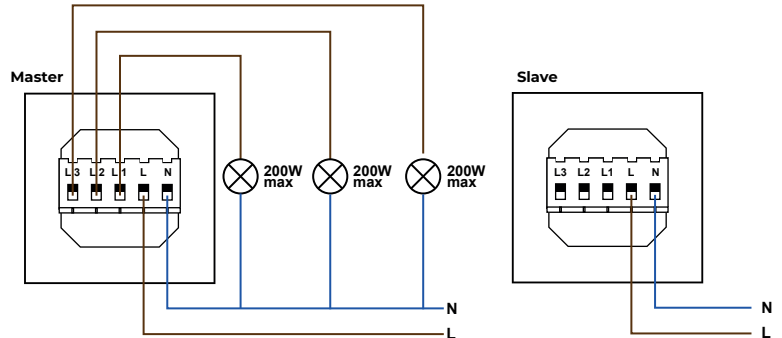 Master
Slave
L3 L2 L1 L N
200W
max
200W
max
200W
max
L3 L2 L1 L N
N
L
N
L